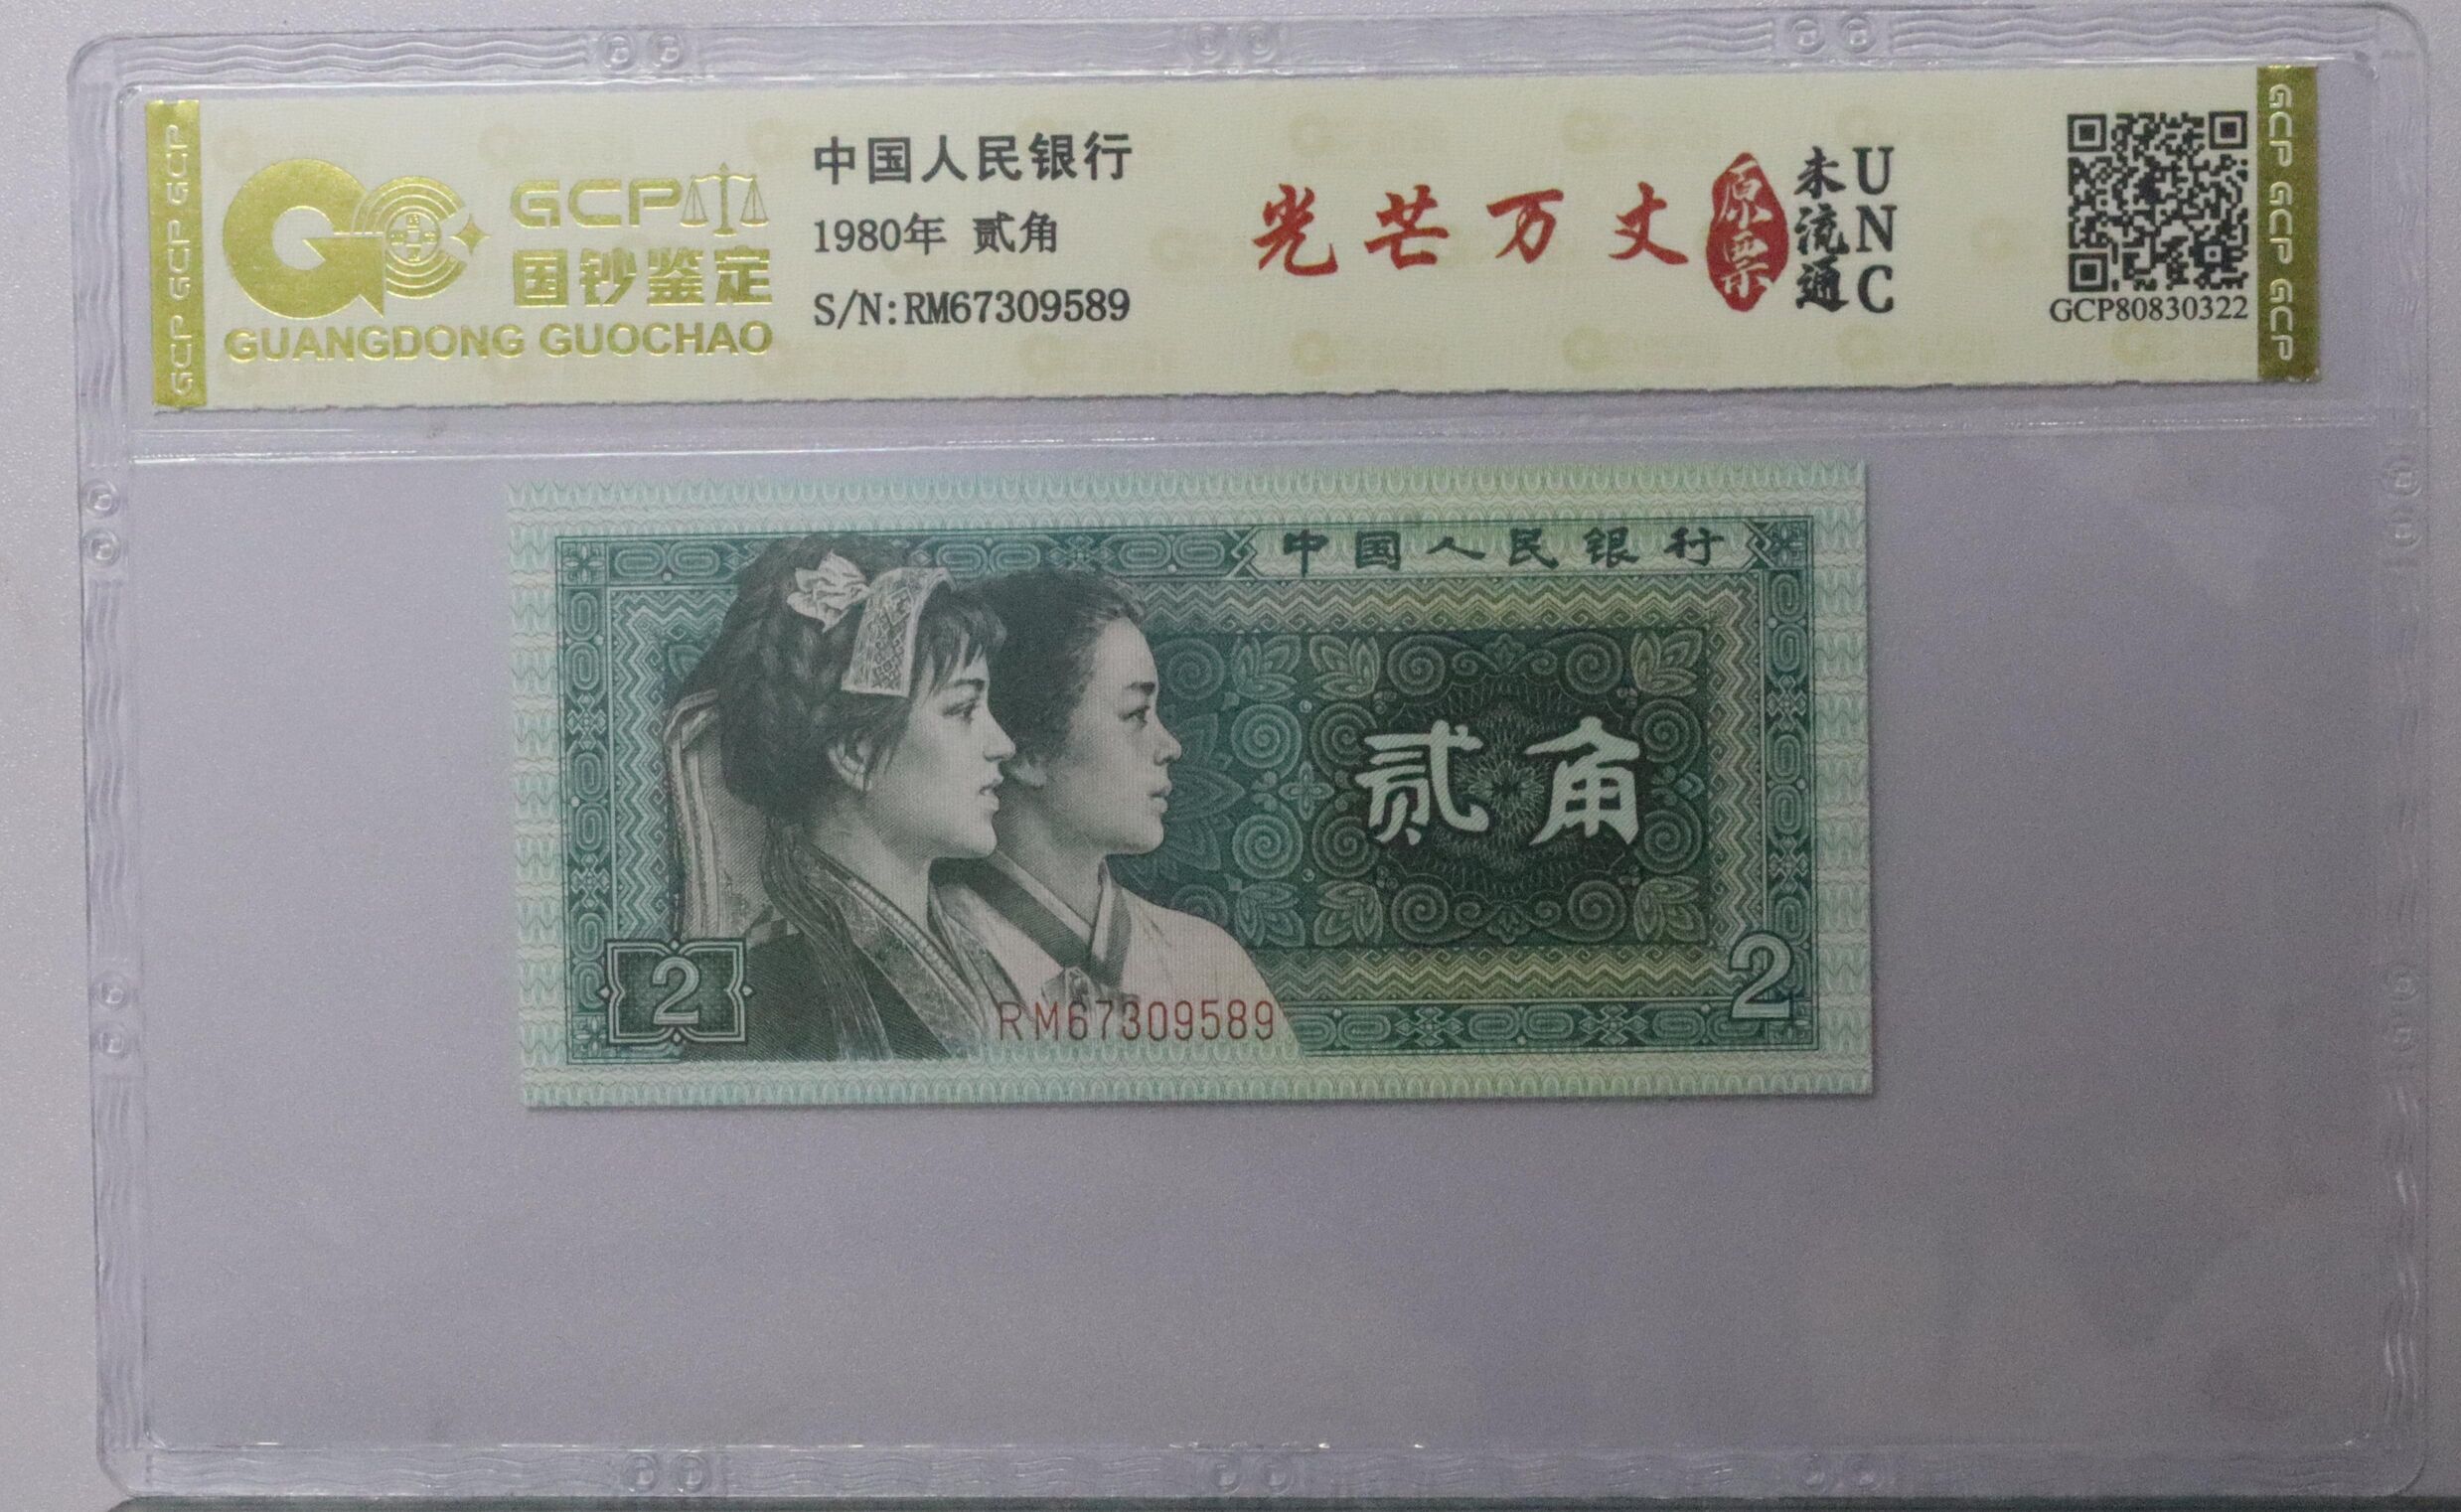 GCP GCP GCP
GCP
国钞鉴定
GUANGDONG GUOCHAO
中国人民银行
1980年 贰角
S/N:RM67309589
光芒万丈
原票
未流通
UNC
GCP80830322
GCP GCP GCP
中国人民银行
贰角
2
RM67309589
2